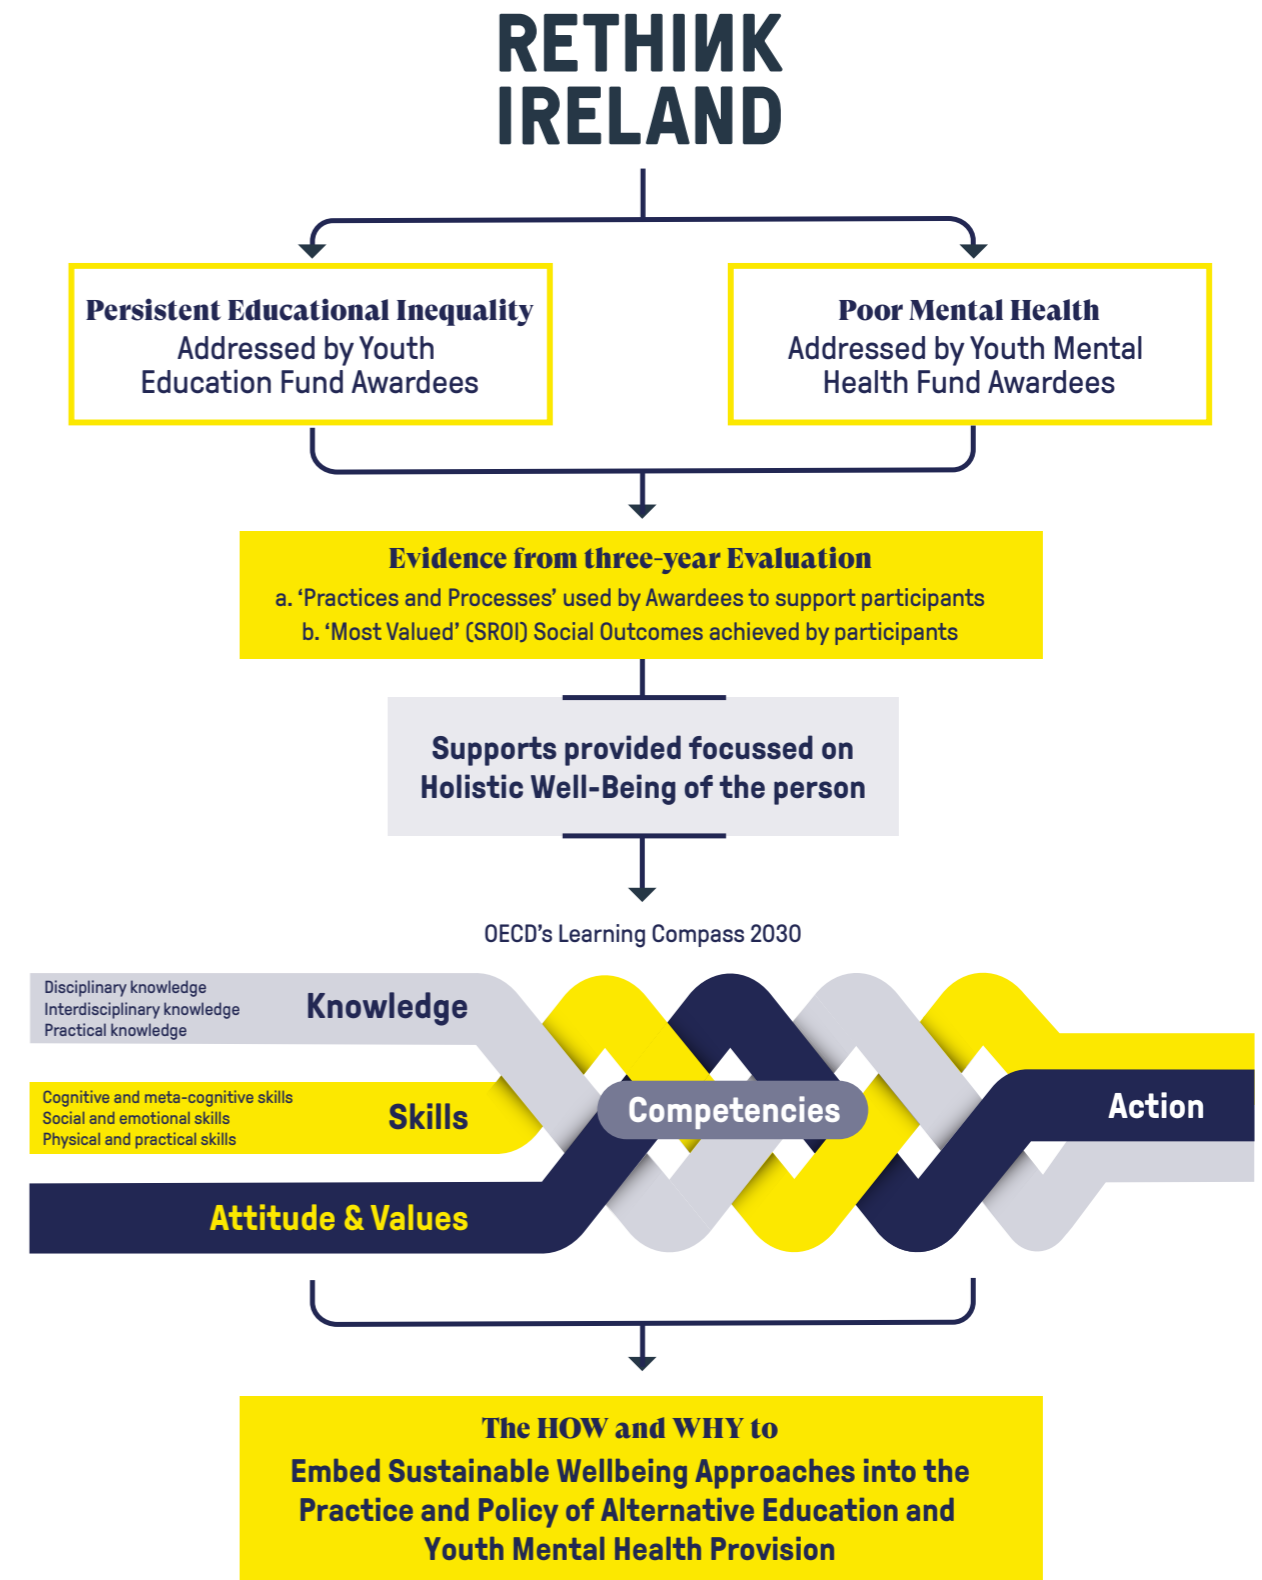 RETHINK
IRELAND
Persistent Educational Inequality
Addressed by Youth
Education Fund Awardees
Poor Mental Health
Addressed by Youth Mental
Health Fund Awardees
Evidence from three-year Evaluation
a. ‘Practices and Processes’ used by Awardees to support participants
b. ‘Most Valued’ (SROI) Social Outcomes achieved by participants
Supports provided focussed on
Holistic Well-Being of the person
OECD’s Learning Compass 2030
Disciplinary knowledge
Interdisciplinary knowledge
Practical knowledge
Knowledge
Cognitive and meta-cognitive skills
Social and emotional skills
Physical and practical skills
Skills
Attitude & Values
Competencies
Action
The HOW and WHY to
Embed Sustainable Wellbeing Approaches into the
Practice and Policy of Alternative Education and
Youth Mental Health Provision